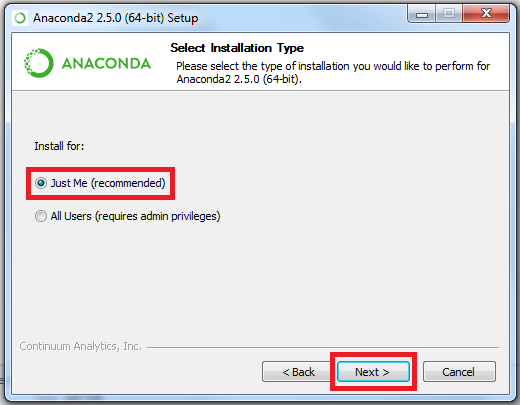 Anaconda2 2.5.0 (64-bit) Setup
ANACONDA
Select Installation Type
Please select the type of installation you would like to perform for
Anaconda2 2.5.0 (64-bit).
Install for:
Just Me (recommended)
All Users (requires admin privileges)
Continuum Analytics, Inc.
< Back
Next >
Cancel